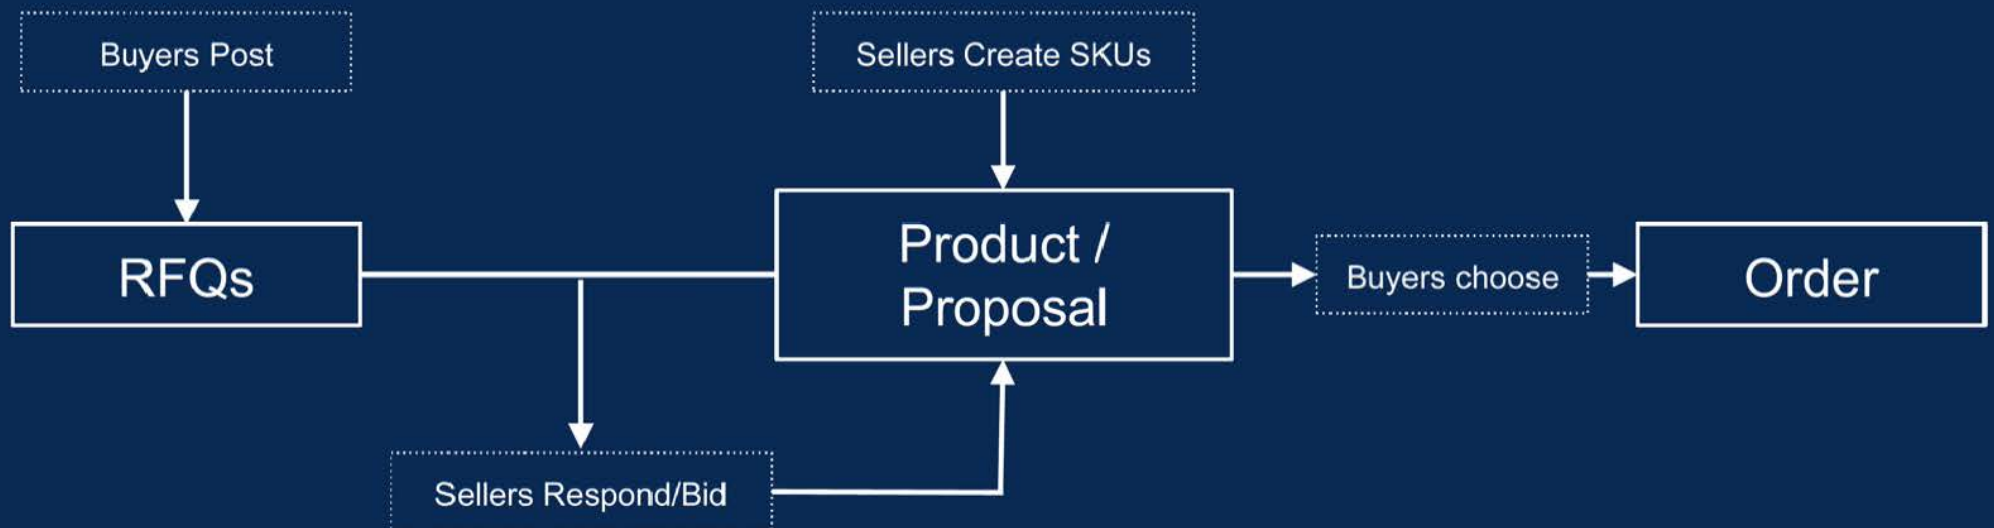 Buyers Post
Sellers Create SKUs
RFQs
Product /
Proposal
Buyers choose
Order
Sellers Respond/Bid